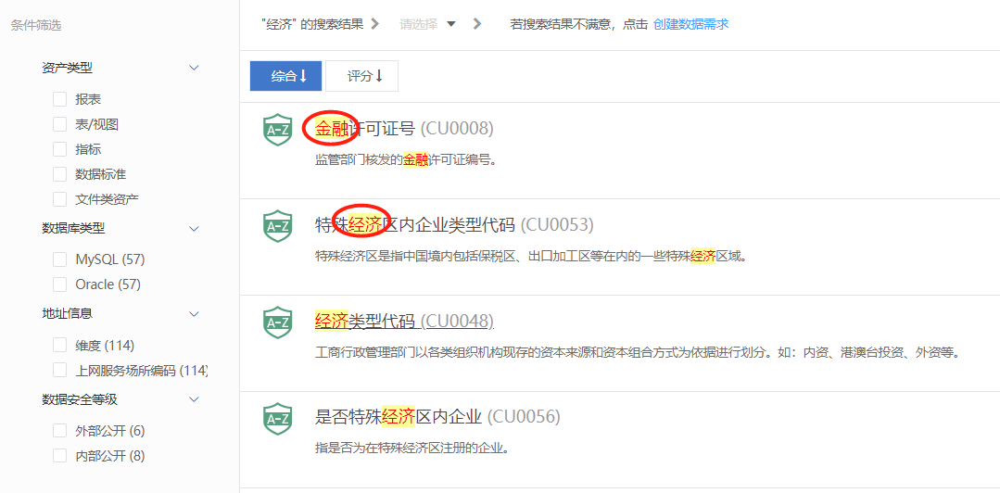 条件筛选
资产类型
报表
表/视图
指标
数据标准
文件类资产
数据库类型
MySQL (57)
Oracle (57)
地址信息
维度 (114)
上网服务场所编码 (114)
数据安全等级
外部公开 (6)
内部公开 (8)
"经济" 的搜索结果 请选择 若搜索结果不满意，点击 创建数据需求
综合 评分
A-Z 金融许可证号 (CU0008)
监管部门核发的金融许可证编号。
A-Z 特殊经济区内企业类型代码 (CU0053)
特殊经济区是指中国境内包括保税区、出口加工区等在内的一些特殊经济区域。
A-Z 经济类型代码 (CU0048)
工商行政管理部门以各类组织机构现存的资本来源和资本组合方式为依据进行划分。如：内资、港澳台投资、外资等。
A-Z 是否特殊经济区内企业 (CU0056)
指是否为在特殊经济区注册的企业。